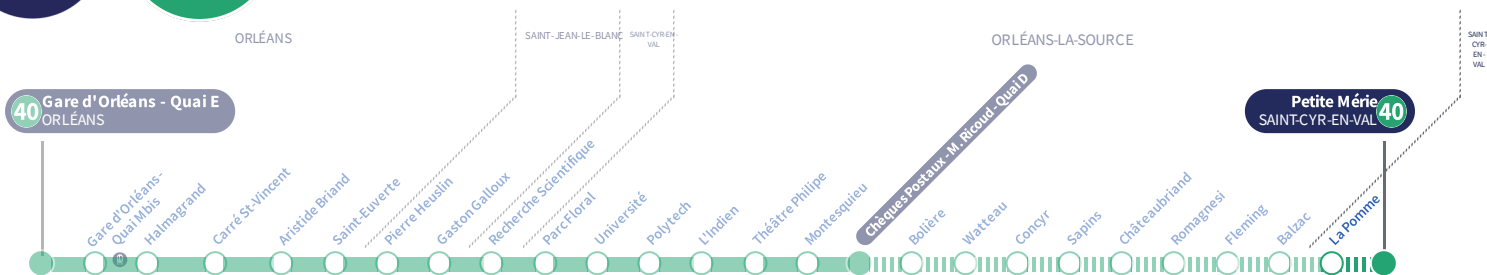 ORLÉANS
SAINT-JEAN-LE-BLANC
SAINT-CYR-EN-
VAL
ORLÉANS-LA-SOURCE
SAINT
CYR-
EN-
VAL
40
Gare d'Orléans - Quai E
ORLÉANS
Petite Mérie
SAINT-CYR-EN-VAL
40
Gare d'Orléans -
Quai Mbis
Halmagrand
Carré St-Vincent
Aristide Briand
Saint-Euverte
Pierre Heuslin
Gaston Galloux
Recherche Scientifique
Parc Floral
Université
Polytech
L'Indien
Théâtre Philipe
Montesquieu
Chèques Postaux - M. Ricoud - Quai D
Bolière
Watteau
Concyr
Sapins
Châteaubriand
Romagnesi
Fleming
Balzac
La Pomme